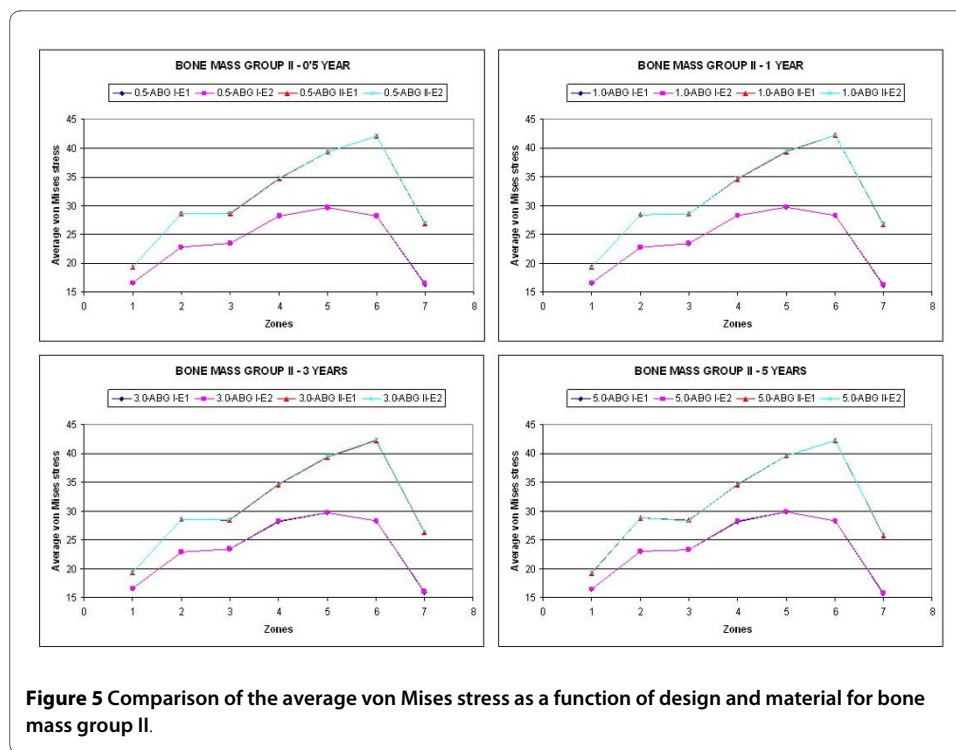 BONE MASS GROUP II - 0'5 YEAR
0.5-ABG I-E1 0.5-ABG I-E2 0.5-ABG II-E1 0.5-ABG II-E2
Average von Mises stress
45
40
35
30
25
20
15
0 1 2 3 4 5 6 7 8
Zones
BONE MASS GROUP II - 1 YEAR
1.0-ABG I-E1 1.0-ABG I-E2 1.0-ABG II-E1 1.0-ABG II-E2
Average von Mises stress
45
40
35
30
25
20
15
0 1 2 3 4 5 6 7 8
Zones
BONE MASS GROUP II - 3 YEARS
3.0-ABG I-E1 3.0-ABG I-E2 3.0-ABG II-E1 3.0-ABG II-E2
Average von Mises stress
45
40
35
30
25
20
15
0 1 2 3 4 5 6 7 8
Zones
BONE MASS GROUP II - 5 YEARS
5.0-ABG I-E1 5.0-ABG I-E2 5.0-ABG II-E1 5.0-ABG II-E2
Average von Mises stress
45
40
35
30
25
20
15
0 1 2 3 4 5 6 7 8
Zones
Figure 5 Comparison of the average von Mises stress as a function of design and material for bone
mass group II.